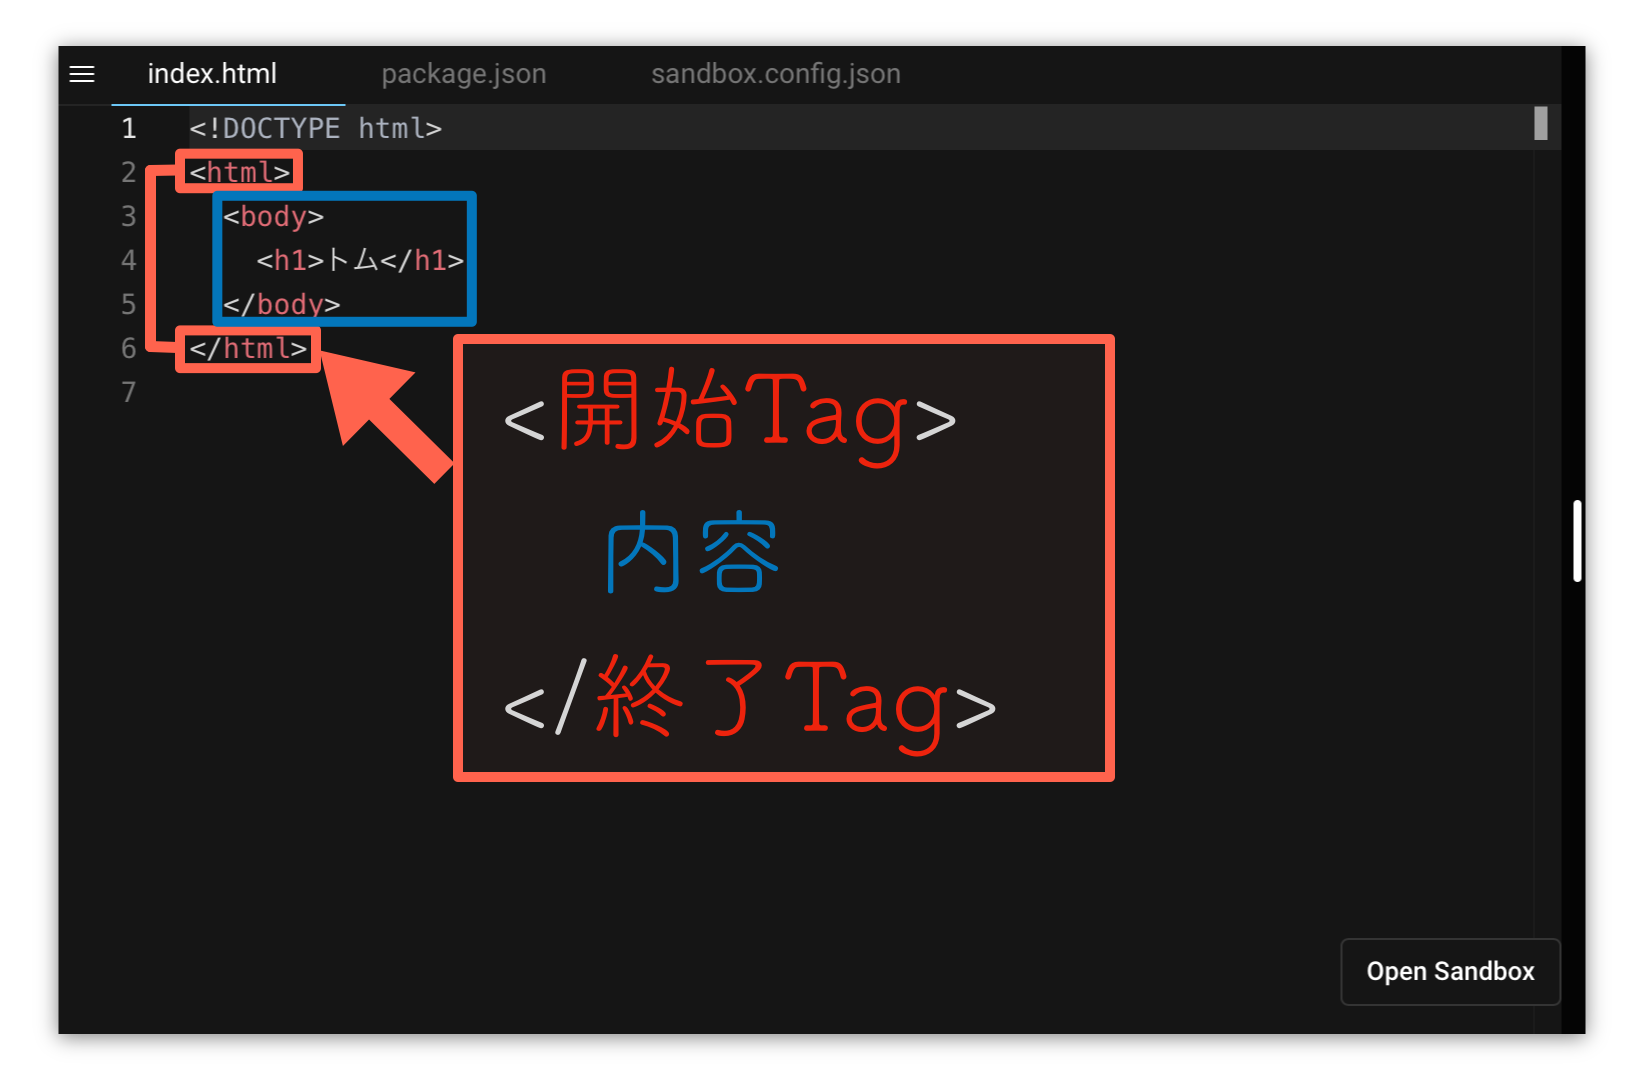 index.html package.json sandbox.config.json
1 <!DOCTYPE html>
2 <html>
3 <body>
4 <h1>トム</h1>
5 </body>
6 </html>
7
<開始Tag>
内容
</終了Tag>
Open Sandbox